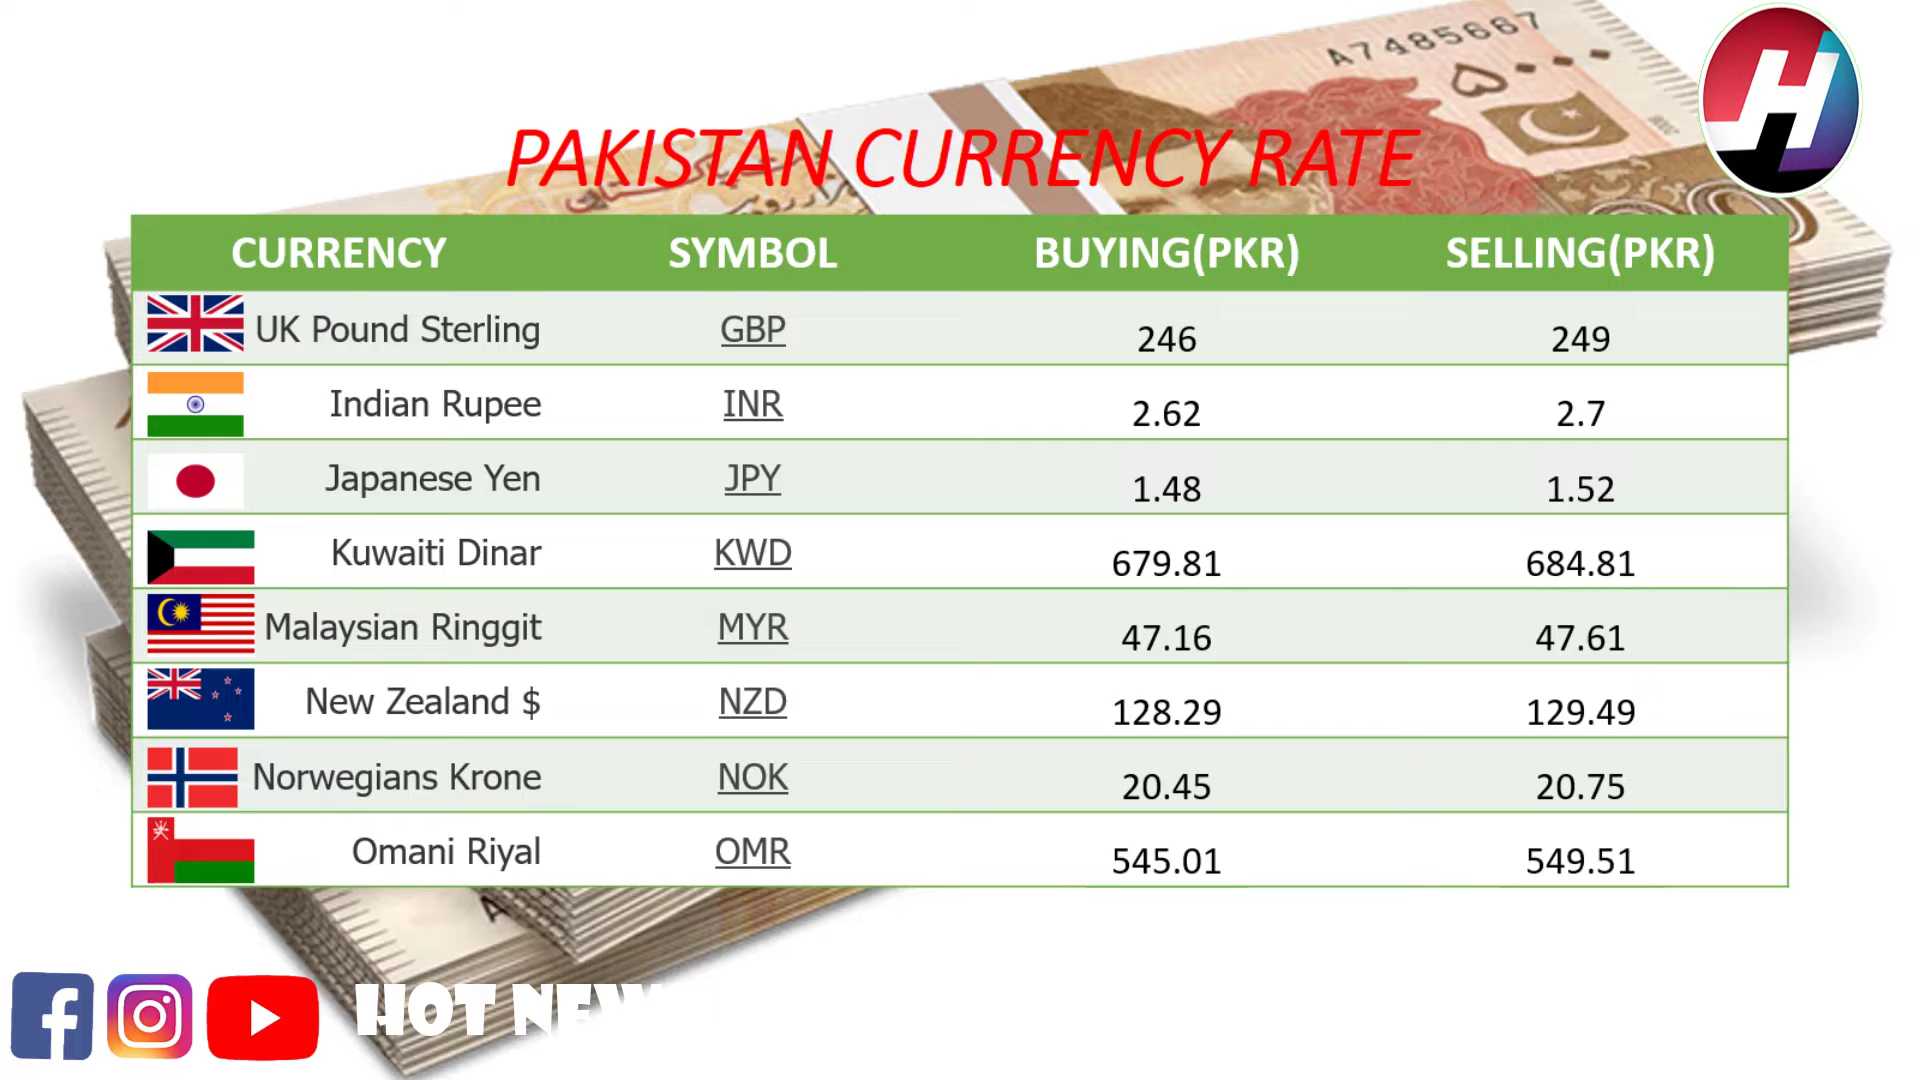 A7485667
۵۰۰۰
PAKISTAN CURRENCY RATE
CURRENCY SYMBOL BUYING(PKR) SELLING(PKR)
UK Pound Sterling GBP 246 249
Indian Rupee INR 2.62 2.7
Japanese Yen JPY 1.48 1.52
Kuwaiti Dinar KWD 679.81 684.81
Malaysian Ringgit MYR 47.16 47.61
New Zealand $ NZD 128.29 129.49
Norwegians Krone NOK 20.45 20.75
Omani Riyal OMR 545.01 549.51
HOT NEW